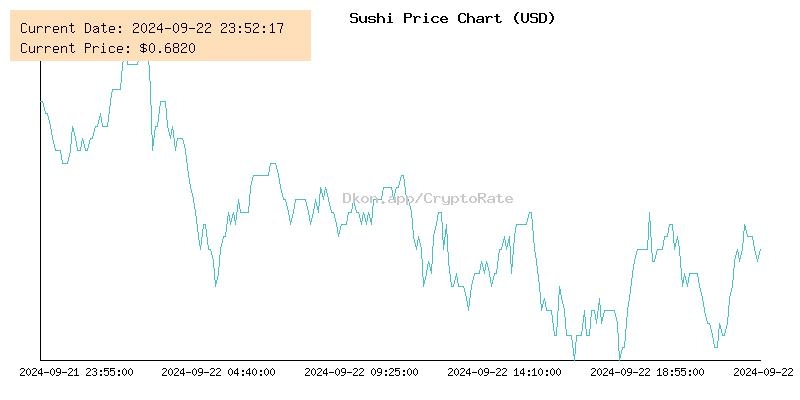 Sushi Price Chart (USD)
Current Date: 2024-09-22 23:52:17
Current Price: $0.6820
Dkon.app/CryptoRate
2024-09-21 23:55:00 2024-09-22 04:40:00 2024-09-22 09:25:00 2024-09-22 14:10:00 2024-09-22 18:55:00 2024-09-22